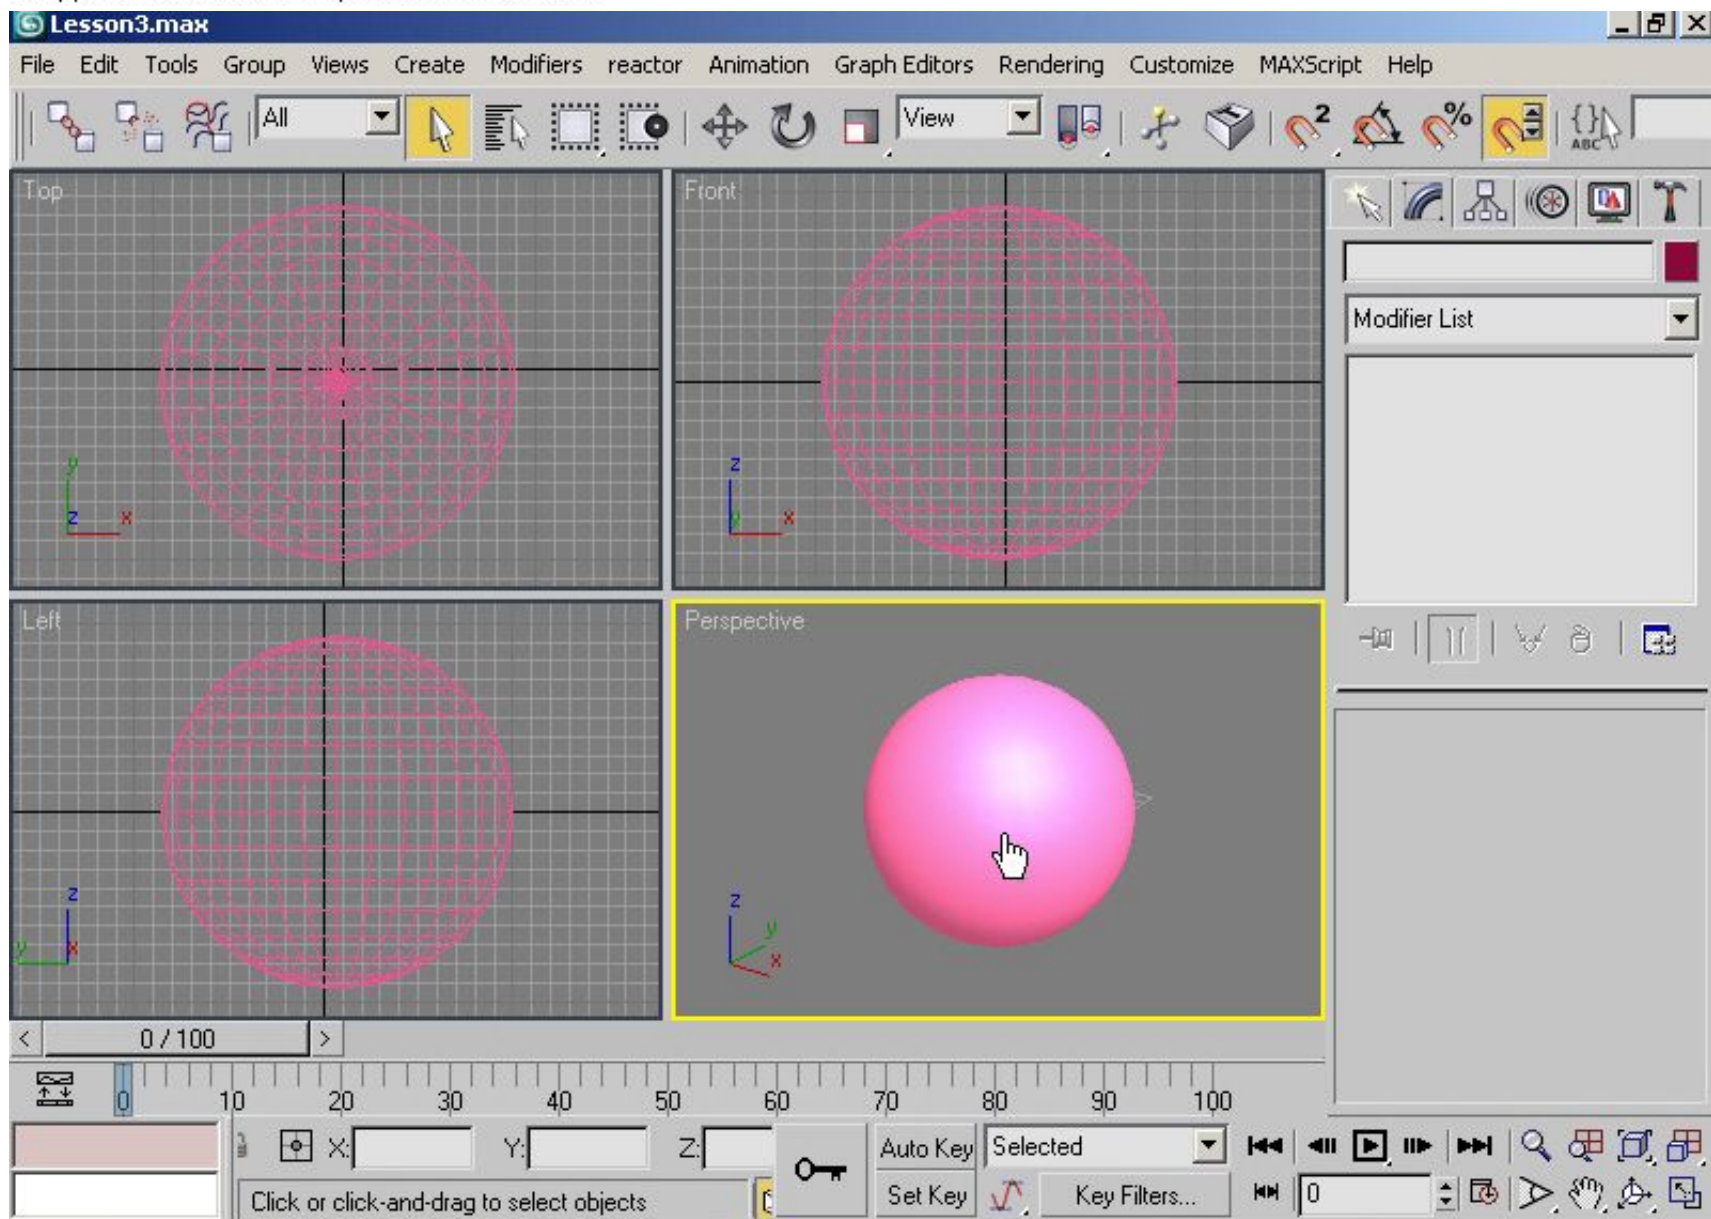 Lesson3.max
File Edit Tools Group Views Create Modifiers reactor Animation Graph Editors Rendering Customize MAXScript Help
All View 2 % {} ABC
Top Front
Modifier List
y z x
z y x
Left Perspective
z y x
z y x
0 / 100
0 10 20 30 40 50 60 70 80 90 100
X: Y: Z: Auto Key Selected
Click or click-and-drag to select objects Set Key Key Filters... 0